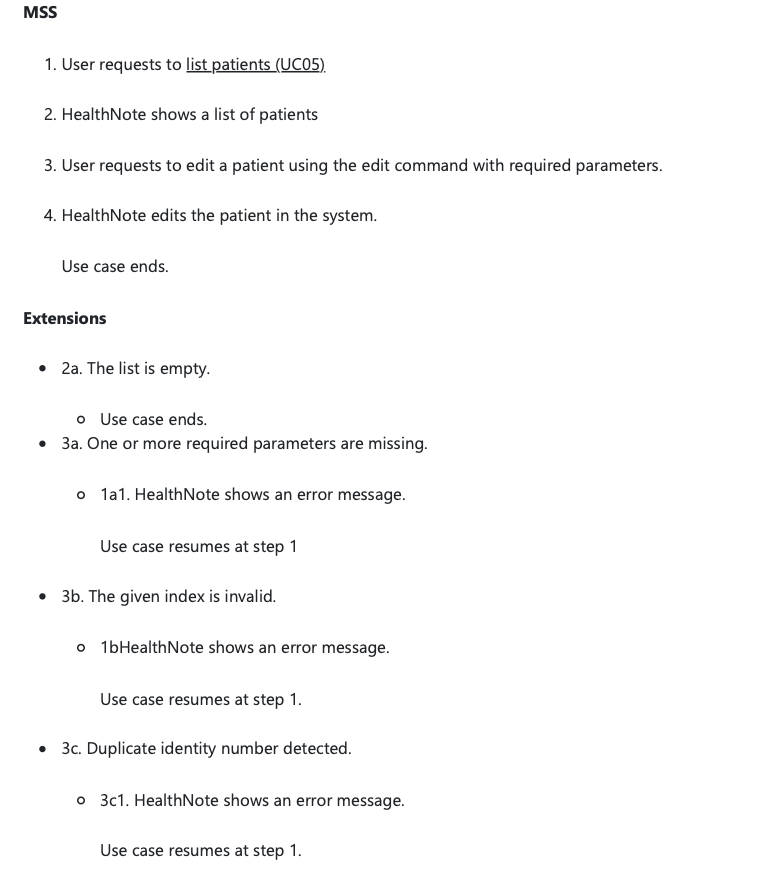 MSS
1. User requests to list patients (UC05)
2. HealthNote shows a list of patients
3. User requests to edit a patient using the edit command with required parameters.
4. HealthNote edits the patient in the system.
Use case ends.
Extensions
• 2a. The list is empty.
○ Use case ends.
• 3a. One or more required parameters are missing.
○ 1a1. HealthNote shows an error message.
Use case resumes at step 1
• 3b. The given index is invalid.
○ 1bHealthNote shows an error message.
Use case resumes at step 1.
• 3c. Duplicate identity number detected.
○ 3c1. HealthNote shows an error message.
Use case resumes at step 1.